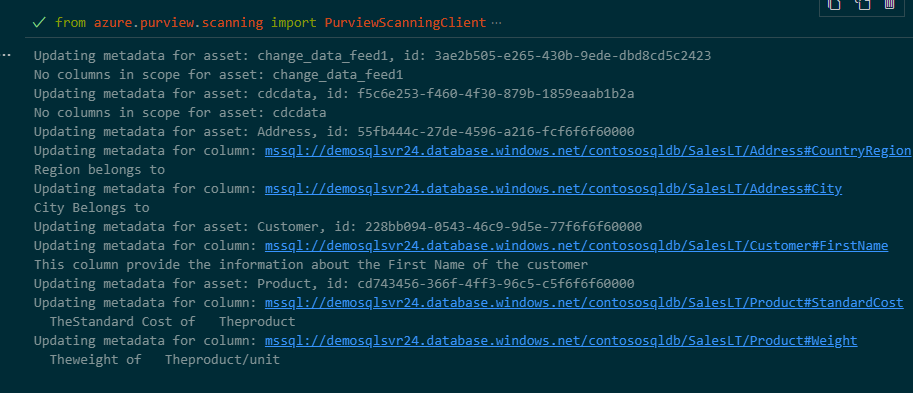 from azure.purview.scanning import PurviewScanningClient ...
Updating metadata for asset: change_data_feed1, id: 3ae2b505-e265-430b-9ede-dbd8cd5c2423
No columns in scope for asset: change_data_feed1
Updating metadata for asset: cdcdata, id: f5c6e253-f460-4f30-879b-1859eaab1b2a
No columns in scope for asset: cdcdata
Updating metadata for asset: Address, id: 55fb444c-27de-4596-a216-fcf6f6f60000
Updating metadata for column: mssql://demosqlsvr24.database.windows.net/contososqldb/SalesLT/Address#CountryRegion
Region belongs to
Updating metadata for column: mssql://demosqlsvr24.database.windows.net/contososqldb/SalesLT/Address#City
City Belongs to
Updating metadata for asset: Customer, id: 228bb094-0543-46c9-9d5e-77f6f6f60000
Updating metadata for column: mssql://demosqlsvr24.database.windows.net/contososqldb/SalesLT/Customer#FirstName
This column provide the information about the First Name of the customer
Updating metadata for asset: Product, id: cd743456-366f-4ff3-96c5-c5f6f6f60000
Updating metadata for column: mssql://demosqlsvr24.database.windows.net/contososqldb/SalesLT/Product#StandardCost
TheStandard Cost of Theproduct
Updating metadata for column: mssql://demosqlsvr24.database.windows.net/contososqldb/SalesLT/Product#Weight
Theweight of Theproduct/unit